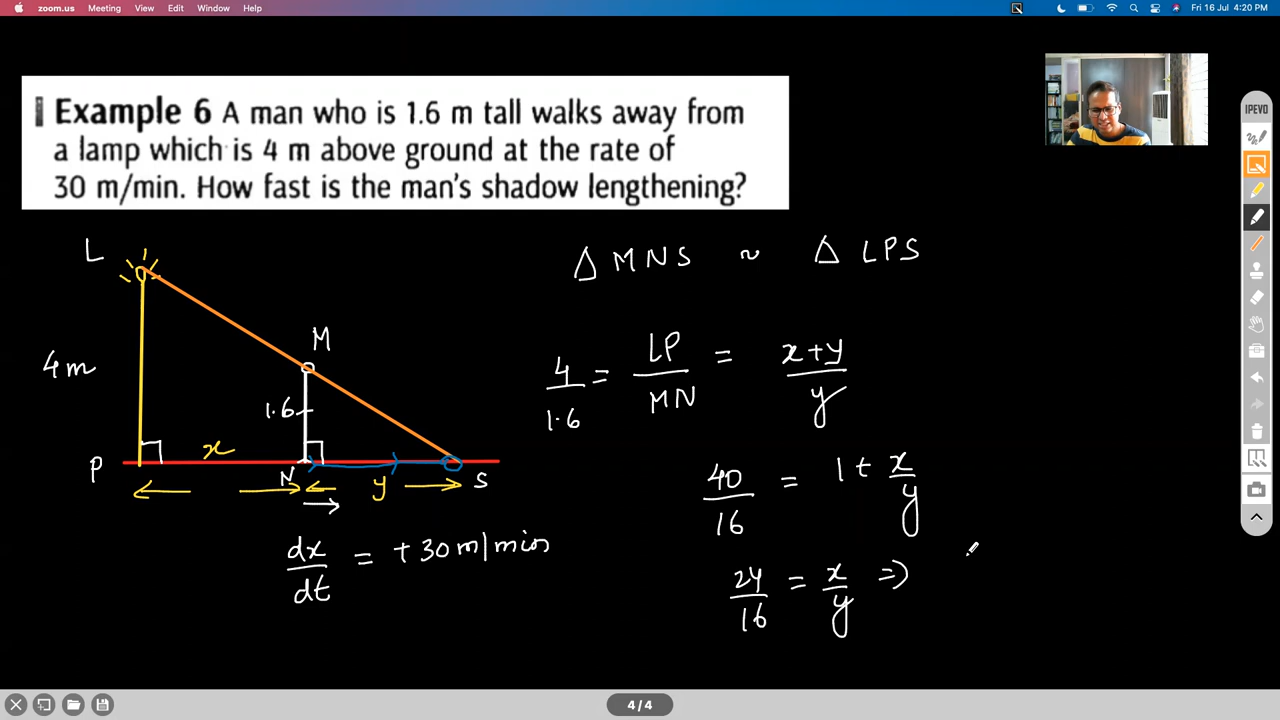 zoom.us Meeting View Edit Window Help Fri 16 Jul 4:20 PM
Example 6 A man who is 1.6 m tall walks away from
a lamp which is 4 m above ground at the rate of
30 m/min. How fast is the man's shadow lengthening?
IPEVO
L
△ MNS ~ △ LPS
M
4m
4/1.6 = LP/MN = x+y/y
1.6
x
P
N
y
S
40/16 = 1 + x/y
dx/dt = +30 m/min
24/16 = x/y ⇒
4/4